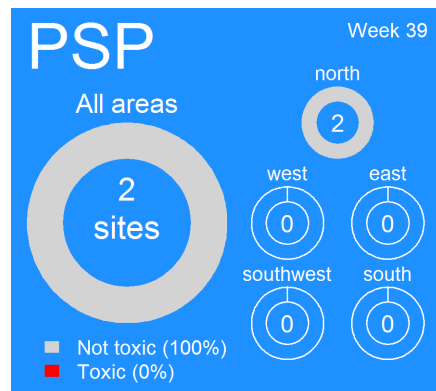 PSP
Week 39
All areas
2
sites
north
2
west
0
east
0
southwest
0
south
0
Not toxic (100%)
Toxic (0%)